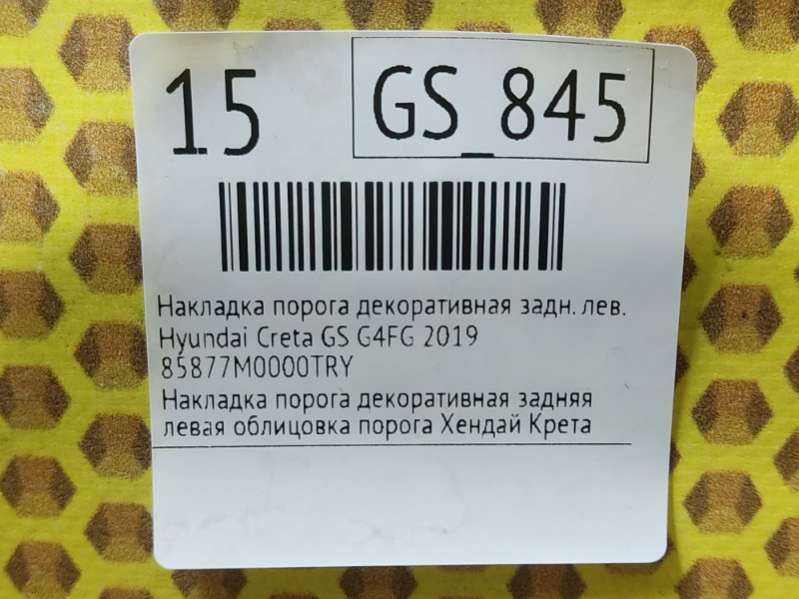 15
GS_845
Накладка порога декоративная задн. лев.
Hyundai Creta GS G4FG 2019
85877M0000TRY
Накладка порога декоративная задняя
левая облицовка порога Хендай Крета